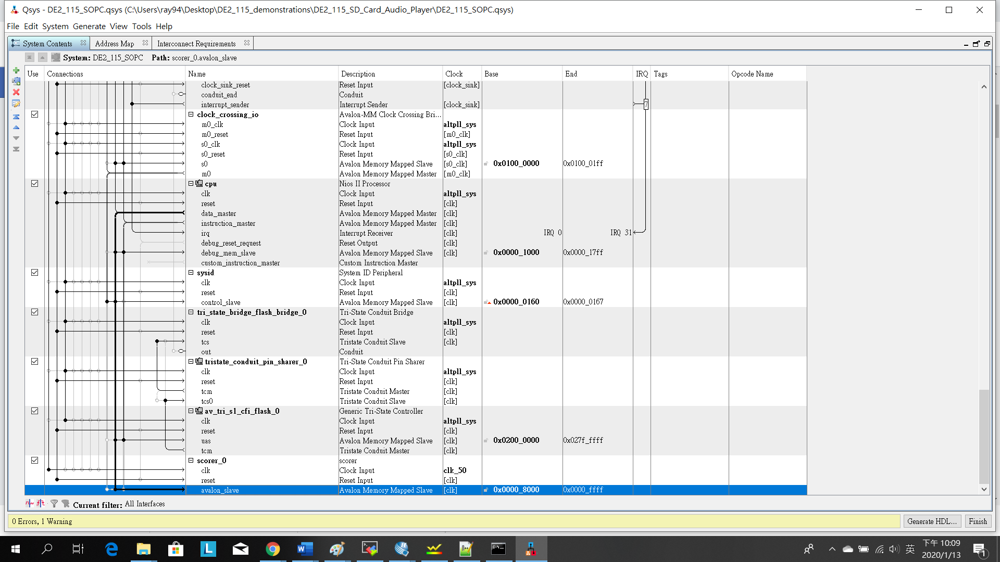 Qsys - DE2_115_SOPC.qsys (C:\Users\ray94\Desktop\DE2_115_demonstrations\DE2_115_SD_Card_Audio_Player\DE2_115_SOPC.qsys)
File Edit System Generate View Tools Help
System Contents Address Map Interconnect Requirements
System: DE2_115_SOPC Path: scorer_0.avalon_slave
Use Connections Name Description Clock Base End IRQ Tags Opcode Name
clock_sink_reset Reset Input [clock_sink]
conduit_end Conduit
interrupt_sender Interrupt Sender [clock_sink] 7
clock_crossing_io Avalon-MM Clock Crossing Bri...
m0_clk Clock Input altpll_sys
m0_reset Reset Input [m0_clk]
s0_clk Clock Input altpll_sys
s0_reset Reset Input [s0_clk]
s0 Avalon Memory Mapped Slave [s0_clk] 0x0100_0000 0x0100_01ff
m0 Avalon Memory Mapped Master [m0_clk]
cpu Nios II Processor
clk Clock Input altpll_sys
reset Reset Input [clk]
data_master Avalon Memory Mapped Master [clk]
instruction_master Avalon Memory Mapped Master [clk]
irq Interrupt Receiver [clk] IRQ 0 IRQ 31
debug_reset_request Reset Output [clk]
debug_mem_slave Avalon Memory Mapped Slave [clk] 0x0000_1000 0x0000_17ff
custom_instruction_master Custom Instruction Master
sysid System ID Peripheral
clk Clock Input altpll_sys
reset Reset Input [clk]
control_slave Avalon Memory Mapped Slave [clk] 0x0000_0160 0x0000_0167
tri_state_bridge_flash_bridge_0 Tri-State Conduit Bridge
clk Clock Input altpll_sys
reset Reset Input [clk]
tcs Tristate Conduit Slave [clk]
out Conduit
tristate_conduit_pin_sharer_0 Tri-State Conduit Pin Sharer
clk Clock Input altpll_sys
reset Reset Input [clk]
tcm Tristate Conduit Master [clk]
tcs0 Tristate Conduit Slave [clk]
av_tri_s1_cfi_flash_0 Generic Tri-State Controller
clk Clock Input altpll_sys
reset Reset Input [clk]
uas Avalon Memory Mapped Slave [clk] 0x0200_0000 0x027f_ffff
tcm Tristate Conduit Master [clk]
scorer_0 scorer
clk Clock Input clk_50
reset Reset Input [clk]
avalon_slave Avalon Memory Mapped Slave [clk] 0x0000_8000 0x0000_ffff
Current filter: All Interfaces
0 Errors, 1 Warning Generate HDL... Finish
英 下午 10:09
2020/1/13 1